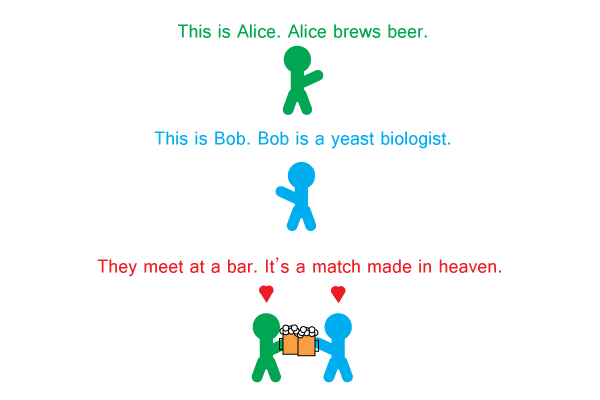 This is Alice. Alice brews beer.
This is Bob. Bob is a yeast biologist.
They meet at a bar. It's a match made in heaven.